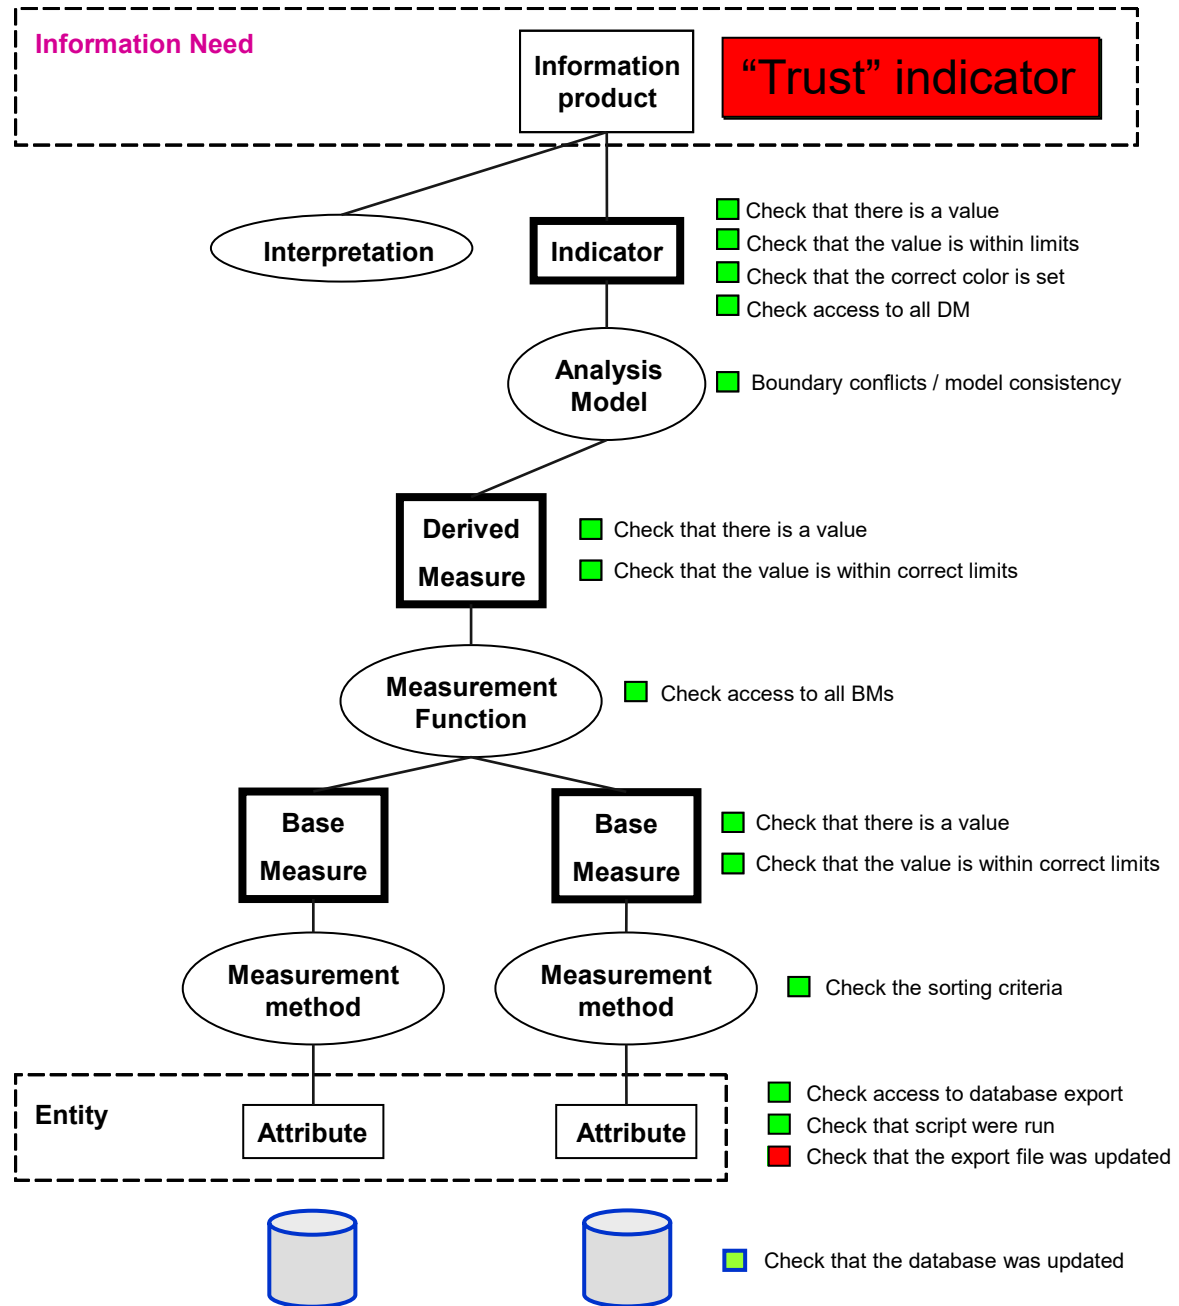 Information Need
Information
product
“Trust” indicator
Interpretation
Indicator
Check that there is a value
Check that the value is within limits
Check that the correct color is set
Check access to all DM
Analysis
Model
Boundary conflicts / model consistency
Derived
Measure
Check that there is a value
Check that the value is within correct limits
Measurement
Function
Check access to all BMs
Base
Measure
Base
Measure
Check that there is a value
Check that the value is within correct limits
Measurement
method
Measurement
method
Check the sorting criteria
Entity
Attribute
Attribute
Check access to database export
Check that script were run
Check that the export file was updated
Check that the database was updated